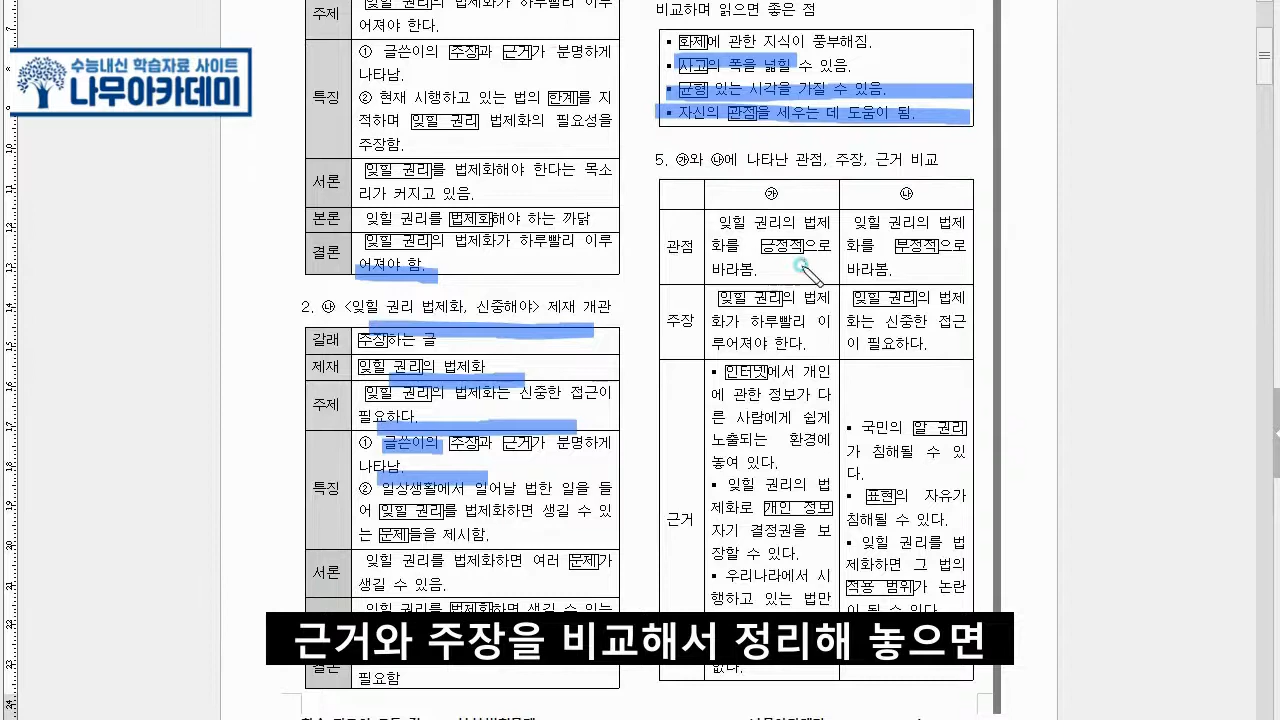 수능내신 학습자료 사이트
나무아카데미
주제
잊힐 권리의 법제화가 하루빨리 이루
어져야 한다.
특징
① 글쓴이의 주장과 근거가 분명하게
나타남.
② 현재 시행하고 있는 법의 한계를 지
적하며 잊힐 권리 법제화의 필요성을
주장함.
서론
잊힐 권리를 법제화해야 한다는 목소
리가 커지고 있음.
본론
잊힐 권리를 법제화해야 하는 까닭
결론
잊힐 권리의 법제화가 하루빨리 이루
어져야 함.
2. ㉯ <잊힐 권리 법제화, 신중해야> 제재 개관
갈래
주장하는 글
제재
잊힐 권리의 법제화
주제
잊힐 권리의 법제화는 신중한 접근이
필요하다.
특징
① 글쓴이의 주장과 근거가 분명하게
나타남.
② 일상생활에서 일어날 법한 일을 들
어 잊힐 권리를 법제화하면 생길 수 있
는 문제들을 제시함.
서론
잊힐 권리를 법제화하면 여러 문제가
생길 수 있음.
잊힐 권리를 법제화하면 생길 수 있는
결론
필요함
비교하며 읽으면 좋은 점
▪ 화제에 관한 지식이 풍부해짐.
▪ 사고의 폭을 넓힐 수 있음.
▪ 균형 있는 시각을 가질 수 있음.
▪ 자신의 관점을 세우는 데 도움이 됨.
5. ㉮와 ㉯에 나타난 관점, 주장, 근거 비교
㉮
㉯
관점
잊힐 권리의 법제
화를 긍정적으로
바라봄.
잊힐 권리의 법제
화를 부정적으로
바라봄.
주장
잊힐 권리의 법제
화가 하루빨리 이
루어져야 한다.
잊힐 권리의 법제
화는 신중한 접근
이 필요하다.
근거
▪ 인터넷에서 개인
에 관한 정보가 다
른 사람에게 쉽게
노출되는 환경에
놓여 있다.
▪ 잊힐 권리의 법
제화로 개인 정보
자기 결정권을 보
장할 수 있다.
▪ 우리나라에서 시
행하고 있는 법만
없다.
▪ 국민의 알 권리
가 침해될 수 있
다.
▪ 표현의 자유가
침해될 수 있다.
▪ 잊힐 권리를 법
제화하면 그 법의
적용 범위가 논란
이 될 수 있다.
근거와 주장을 비교해서 정리해 놓으면